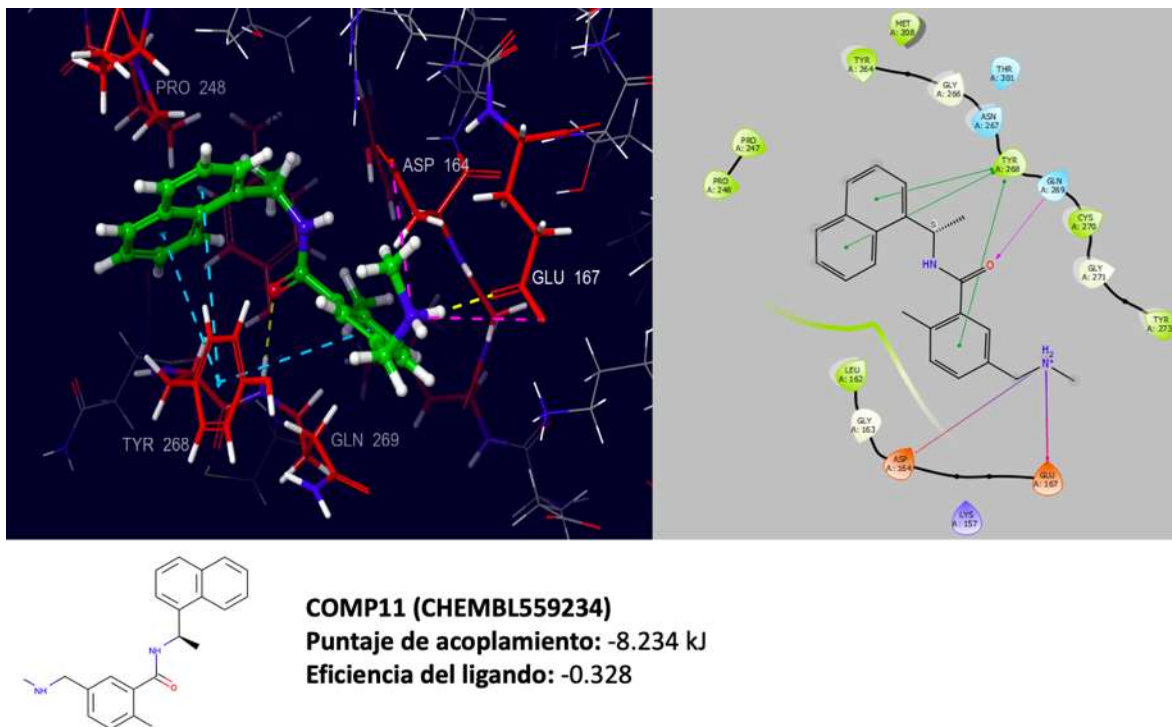 PRO 248
ASP 164
GLU 167
TYR 268
GLN 269
MET
A: 208
TYR
A: 264
THR
A: 301
GLY
A: 266
ASN
A: 267
PRO
A: 247
PRO
A: 248
TYR
A: 268
GLN
A: 269
CYS
A: 270
S
HN
O
GLY
A: 271
TYR
A: 273
LEU
A: 162
H2
N+
GLY
A: 163
ASP
A: 164
GLU
A: 167
LYS
A: 157
NH
O
NH
COMP11 (CHEMBL559234)
Puntaje de acoplamiento: -8.234 kJ
Eficiencia del ligando: -0.328